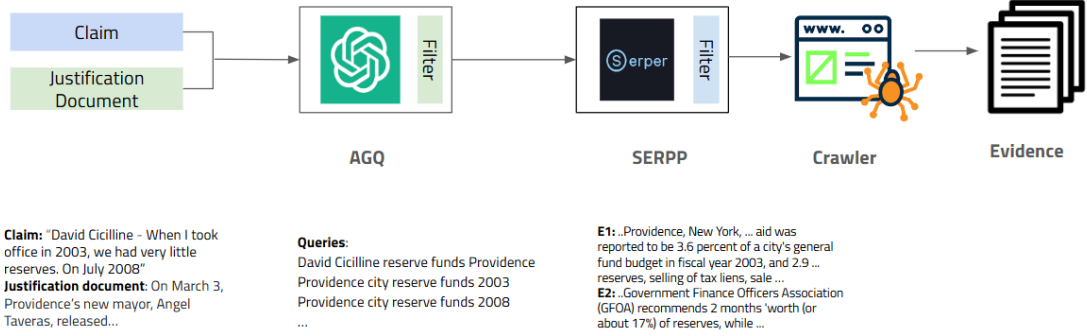 Claim
Justification
Document
Filter
Serper
Filter
www.
AGQ
SERPP
Crawler
Evidence
Claim: "David Cicilline - When I took
office in 2003, we had very little
reserves. On July 2008"
Justification document: On March 3,
Providence's new mayor, Angel
Taveras, released...
Queries:
David Cicilline reserve funds Providence
Providence city reserve funds 2003
Providence city reserve funds 2008
...
E1: ..Providence, New York, ... aid was
reported to be 3.6 percent of a city's general
fund budget in fiscal year 2003, and 2.9 ...
reserves, selling of tax liens, sale ...
E2: ..Government Finance Officers Association
(GFOA) recommends 2 months 'worth (or
about 17%) of reserves, while ...